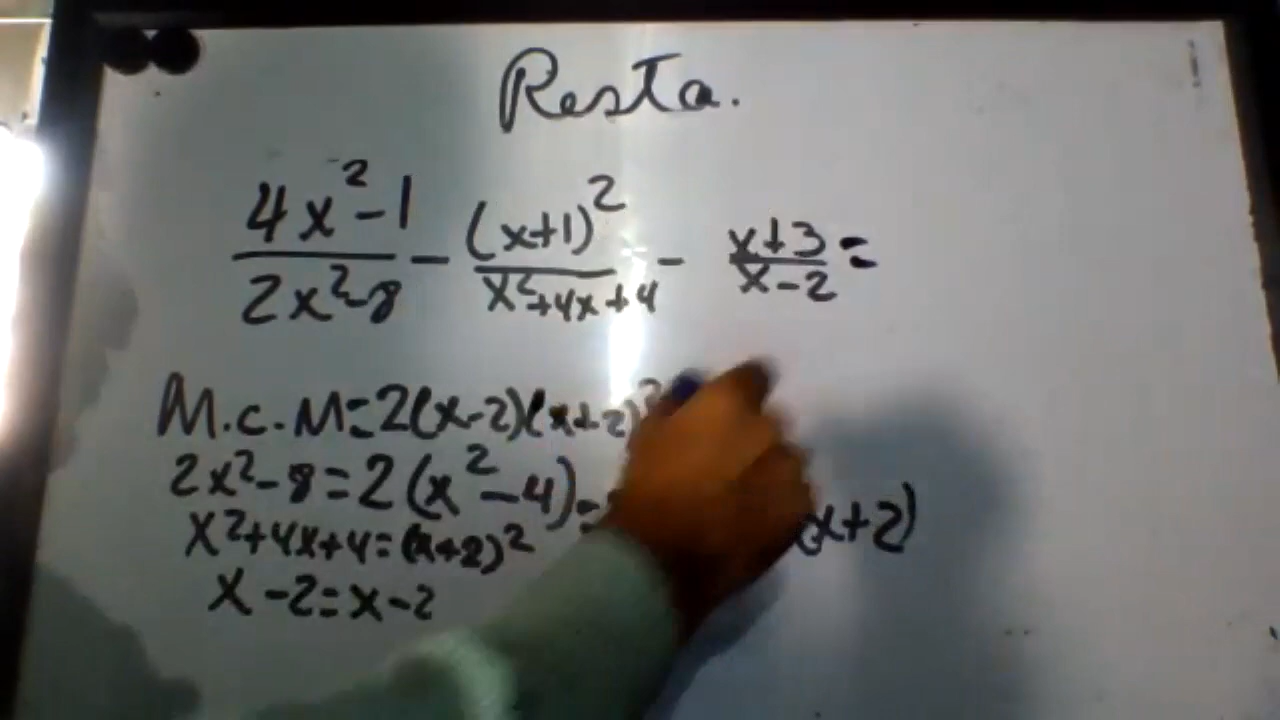 Resta.
4x²-1 / 2x²-8 - (x+1)² / x²+4x+4 - x+3 / x-2 =
M.c.M=2(x-2)(x+2)²
2x²-8=2(x²-4)= (x+2)
x²+4x+4=(x+2)²
x-2=x-2